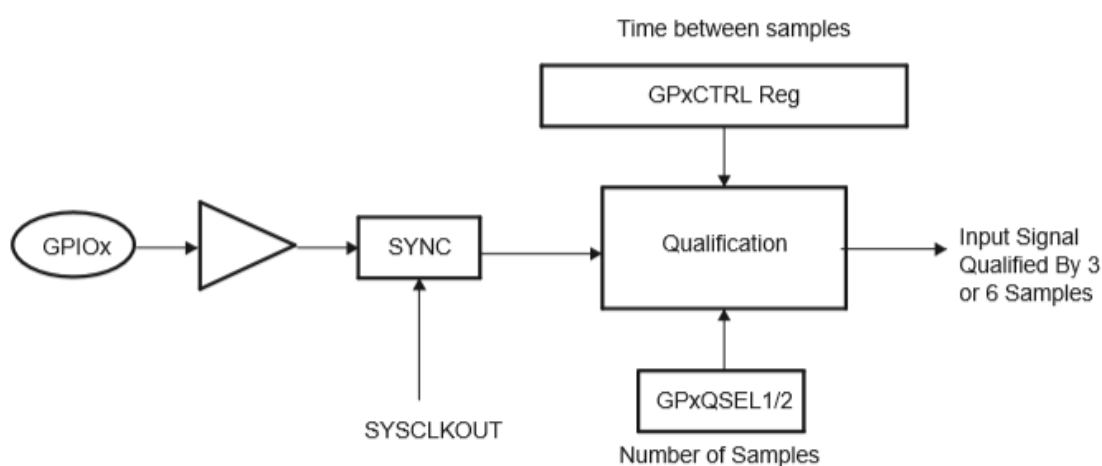 Time between samples
GPxCTRL Reg
GPIOx
SYNC
Qualification
Input Signal
Qualified By 3
or 6 Samples
GPxQSEL1/2
SYSCLKOUT
Number of Samples